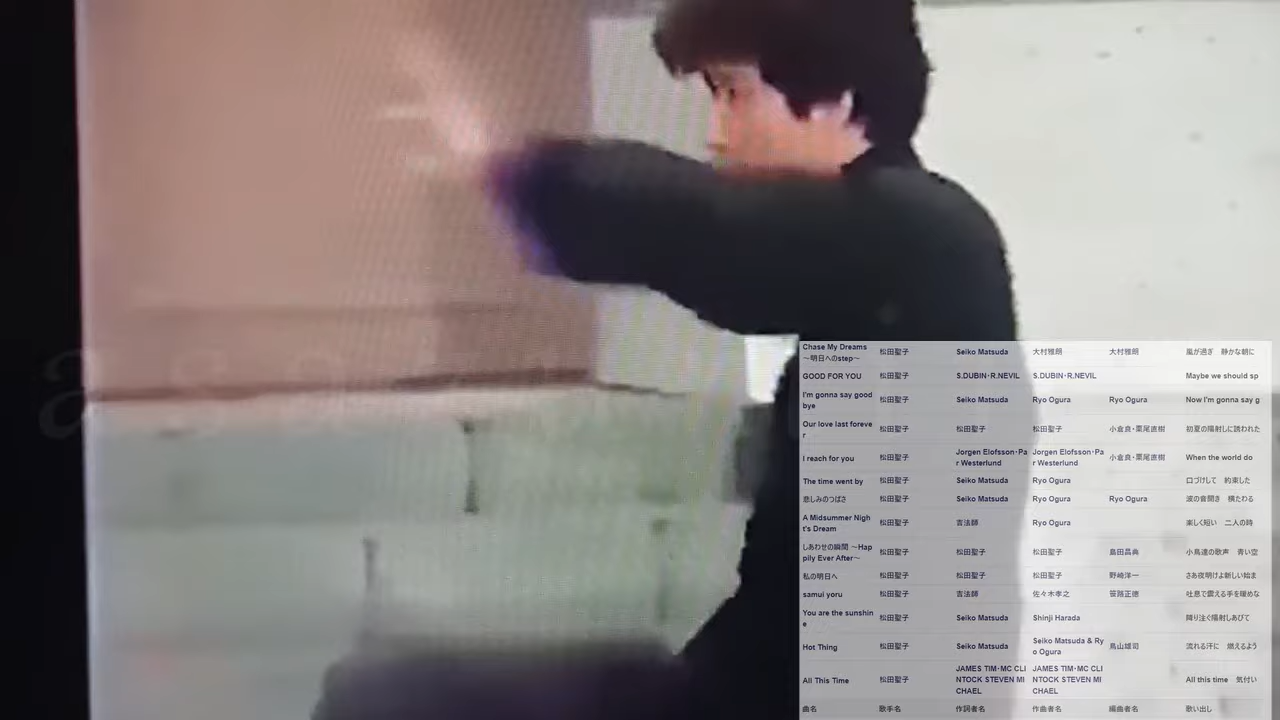 Chase My Dreams ～明日へのstep～ 松田聖子 Seiko Matsuda 大村雅朗 大村雅朗 嵐が過ぎ 静かな朝に
GOOD FOR YOU 松田聖子 S.DUBIN･R.NEVIL S.DUBIN･R.NEVIL Maybe we should sp
I'm gonna say good bye 松田聖子 Seiko Matsuda Ryo Ogura Ryo Ogura Now I'm gonna say g
Our love last forever 松田聖子 松田聖子 松田聖子 小倉良･栗尾直樹 初夏の陽射しに誘われた
I reach for you 松田聖子 Jorgen Elofsson･Par Westerlund Jorgen Elofsson･Par Westerlund 小倉良･栗尾直樹 When the world do
The time went by 松田聖子 Seiko Matsuda Ryo Ogura 口づけして 約束した
悲しみのつばさ 松田聖子 Seiko Matsuda Ryo Ogura Ryo Ogura 波の音聞き 横たわる
A Midsummer Night's Dream 松田聖子 吉法師 Ryo Ogura 楽しく短い 二人の時
しあわせの瞬間 ～Happily Ever After～ 松田聖子 松田聖子 松田聖子 島田昌典 小鳥達の歌声 青い空
私の明日へ 松田聖子 松田聖子 松田聖子 野崎洋一 さあ夜明けよ新しい始ま
samui yoru 松田聖子 吉法師 佐々木孝之 笹路正徳 吐息で震える手を暖めな
You are the sunshine 松田聖子 Seiko Matsuda Shinji Harada 降り注ぐ陽射しあびて
Hot Thing 松田聖子 Seiko Matsuda Seiko Matsuda & Ryo Ogura 鳥山雄司 流れる汗に 燃えるよう
All This Time 松田聖子 JAMES TIM･MC CLINTOCK STEVEN MICHAEL JAMES TIM･MC CLINTOCK STEVEN MICHAEL All this time 気付い
曲名 歌手名 作詞者名 作曲者名 編曲者名 歌い出し